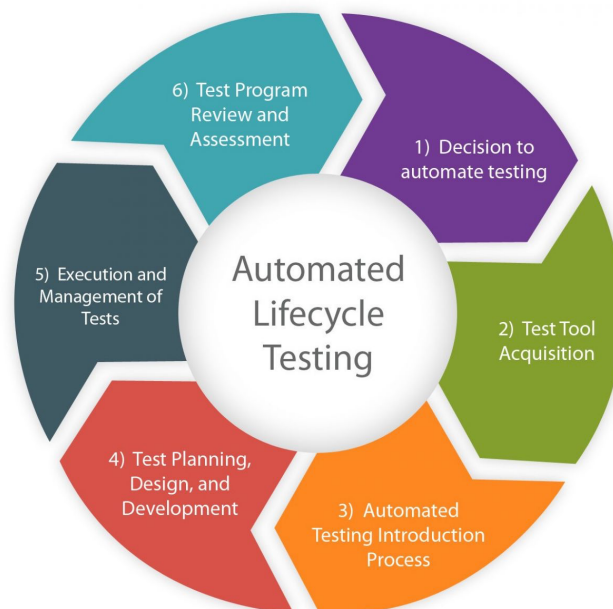 Automated
Lifecycle
Testing
1) Decision to
automate testing
2) Test Tool
Acquisition
3) Automated
Testing Introduction
Process
4) Test Planning,
Design, and
Development
5) Execution and
Management of
Tests
6) Test Program
Review and
Assessment